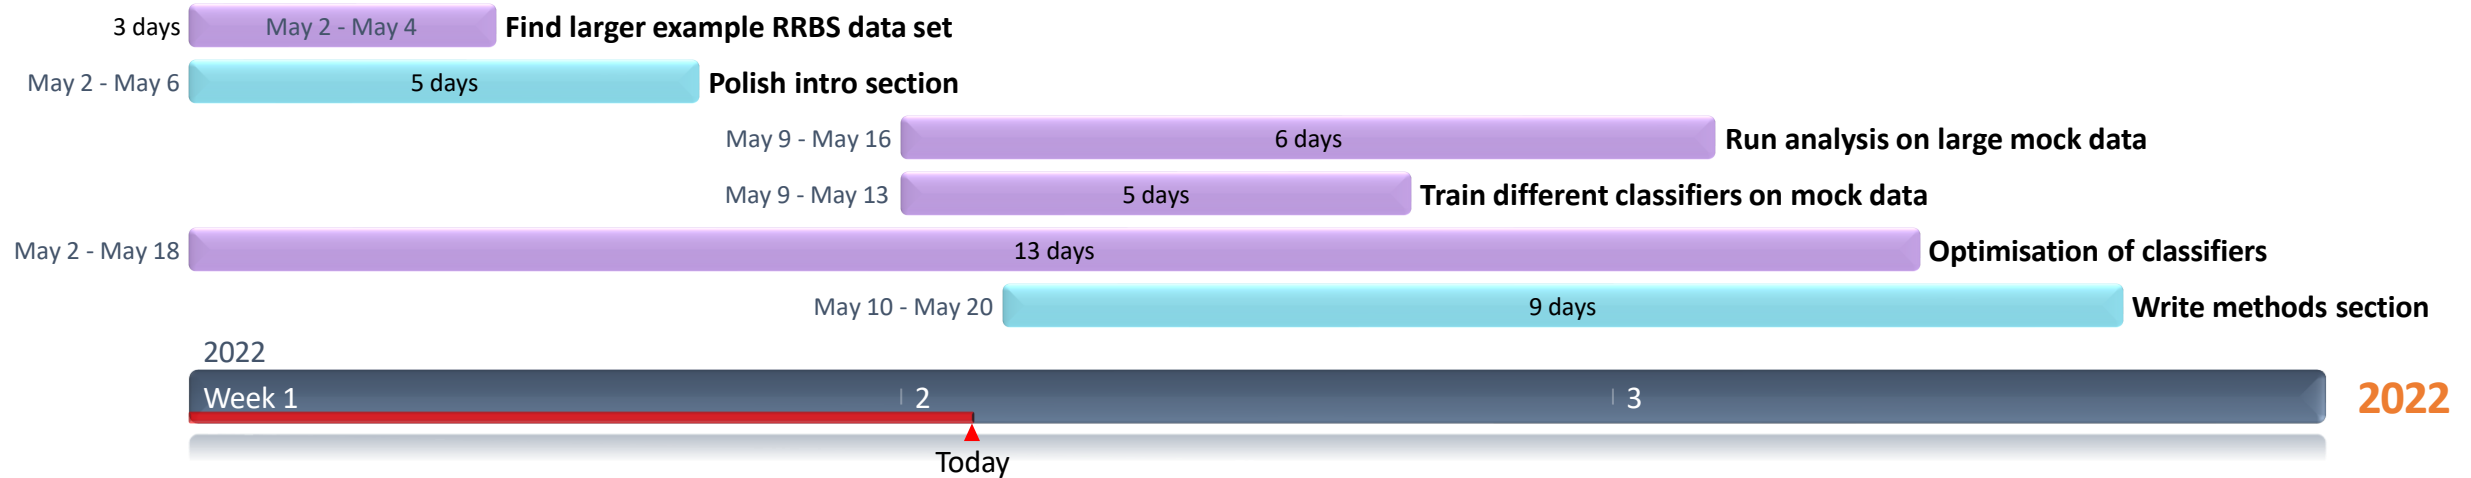 3 days May 2 - May 4 Find larger example RRBS data set
May 2 - May 6 5 days Polish intro section
May 9 - May 16 6 days Run analysis on large mock data
May 9 - May 13 5 days Train different classifiers on mock data
May 2 - May 18 13 days Optimisation of classifiers
May 10 - May 20 9 days Write methods section
2022
Week 1 2 3 2022
Today